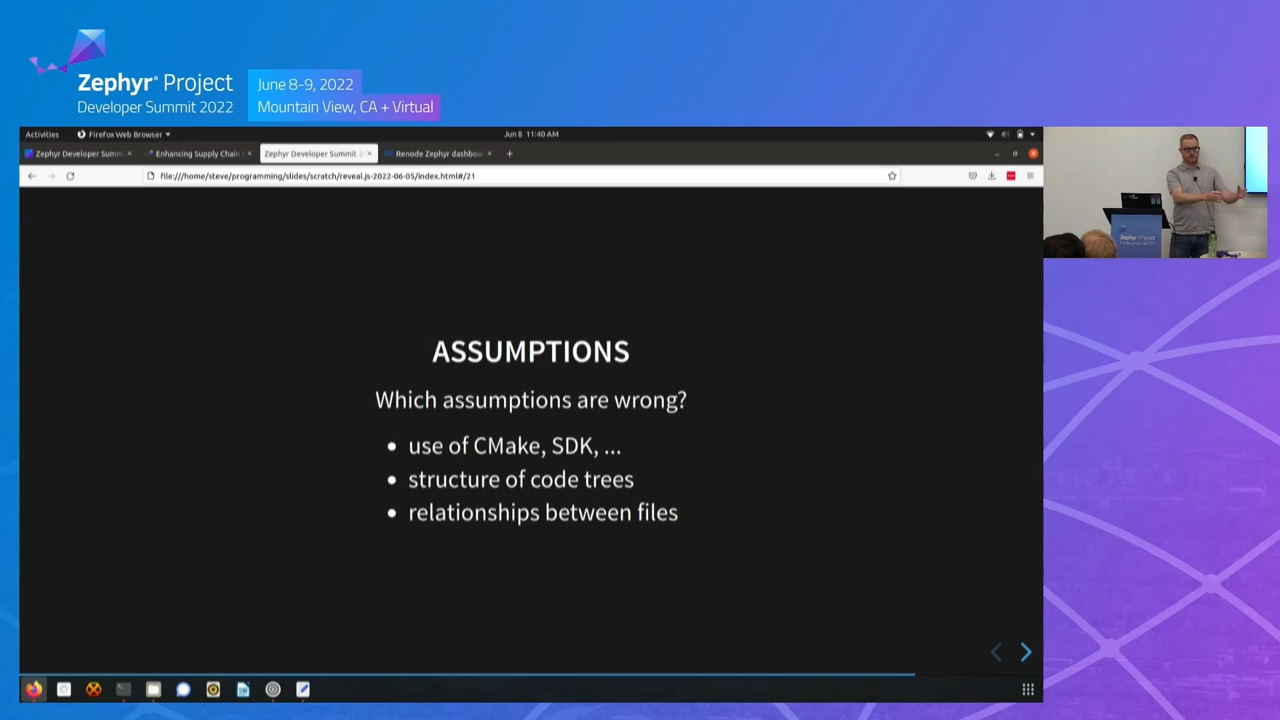 Zephyr® Project
Developer Summit 2022
June 8-9, 2022
Mountain View, CA + Virtual
Activities
Firefox Web Browser
Jun 8 11:40 AM
Zephyr Developer Summ
Enhancing Supply Chain
Zephyr Developer Summit
Renode Zephyr dashboa
file:///home/steve/programming/slides/scratch/reveal.js-2022-06-05/index.html#/21
ASSUMPTIONS
Which assumptions are wrong?
• use of CMake, SDK, ...
• structure of code trees
• relationships between files
Zephyr Project